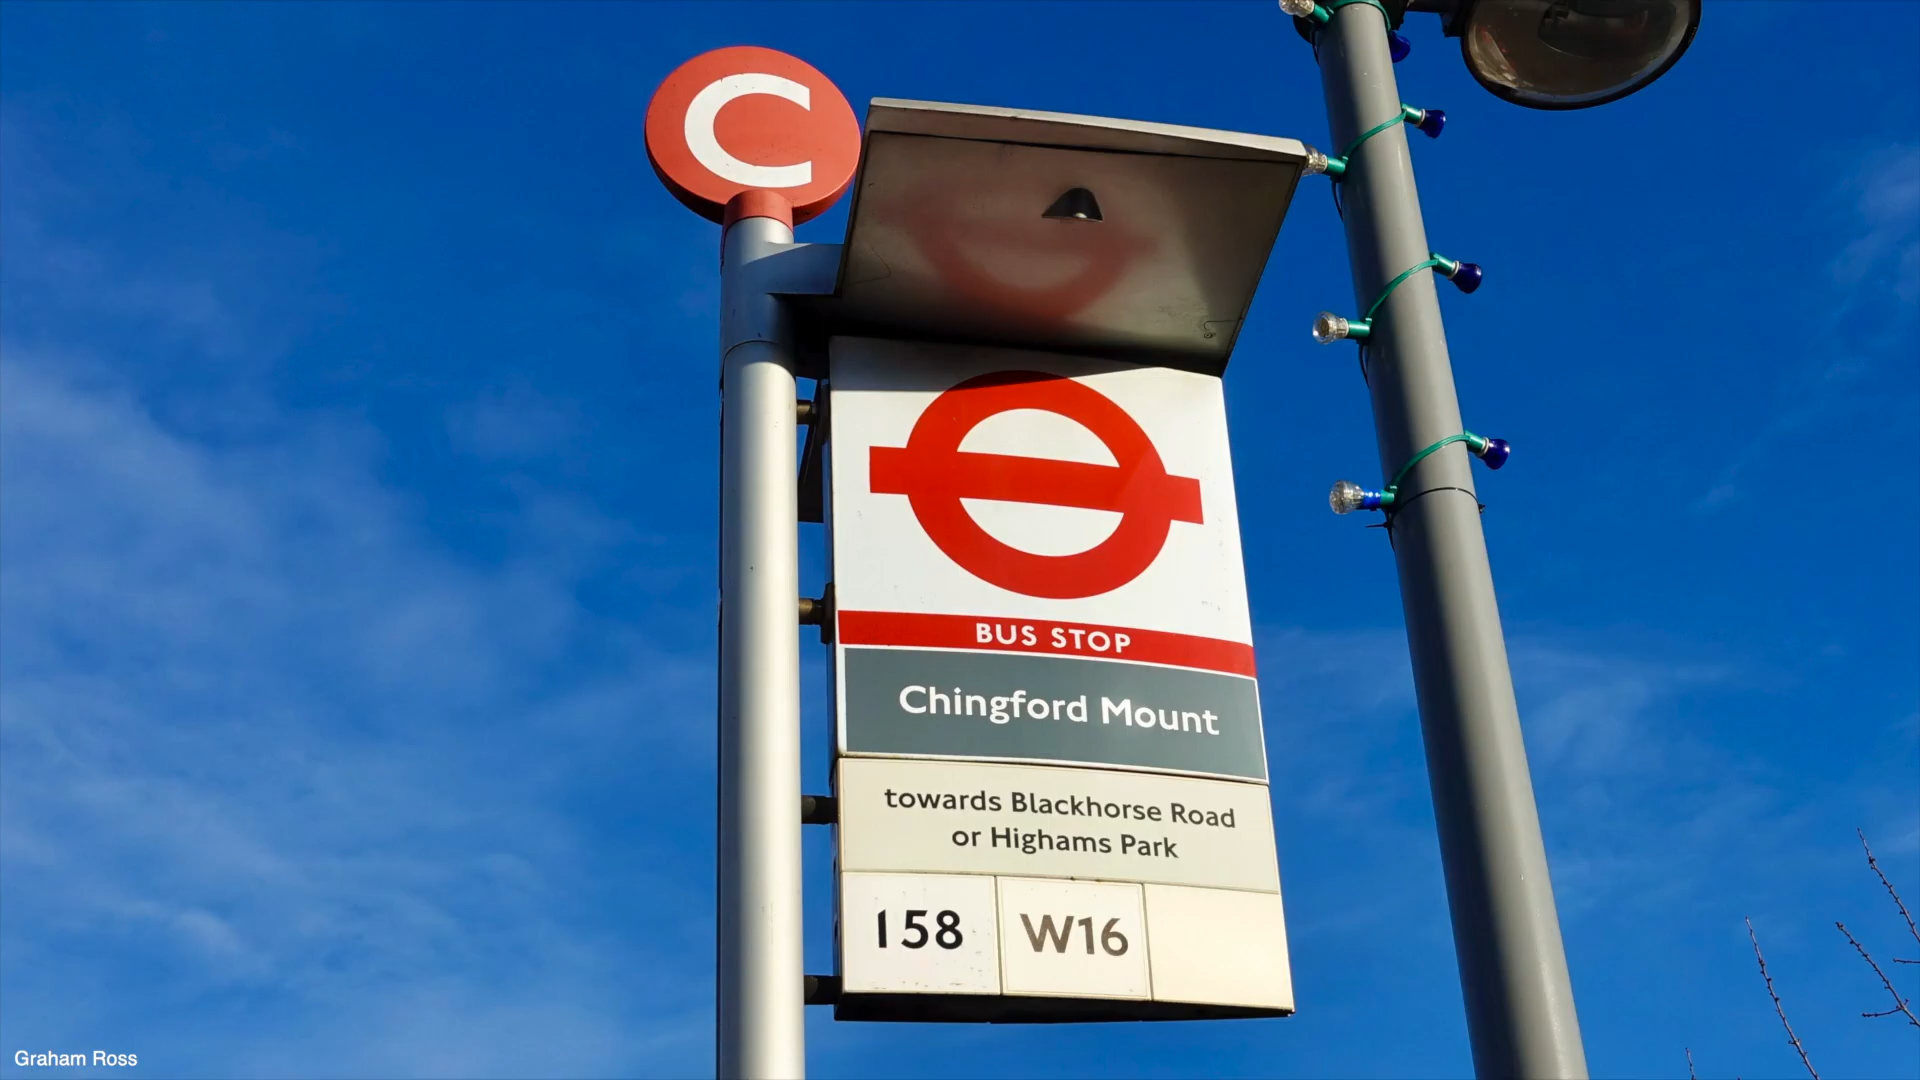 C
BUS STOP
Chingford Mount
towards Blackhorse Road
or Highams Park
158 W16
Graham Ross